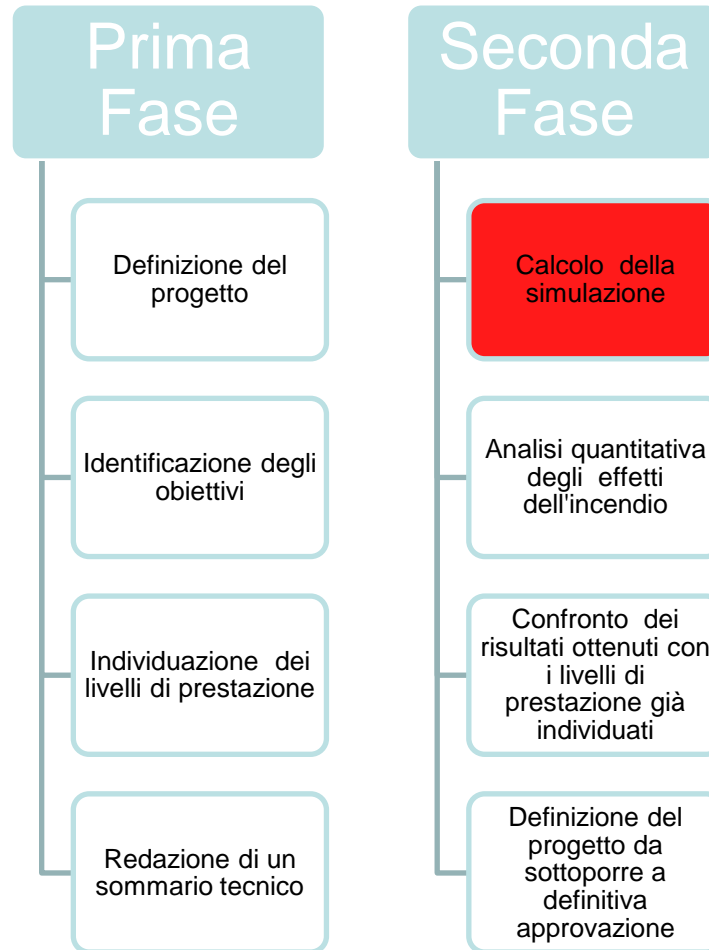 Prima
Fase
Definizione del
progetto
Identificazione degli
obiettivi
Individuazione dei
livelli di prestazione
Redazione di un
sommario tecnico
Seconda
Fase
Calcolo della
simulazione
Analisi quantitativa
degli effetti
dell'incendio
Confronto dei
risultati ottenuti con
i livelli di
prestazione già
individuati
Definizione del
progetto da
sottoporre a
definitiva
approvazione